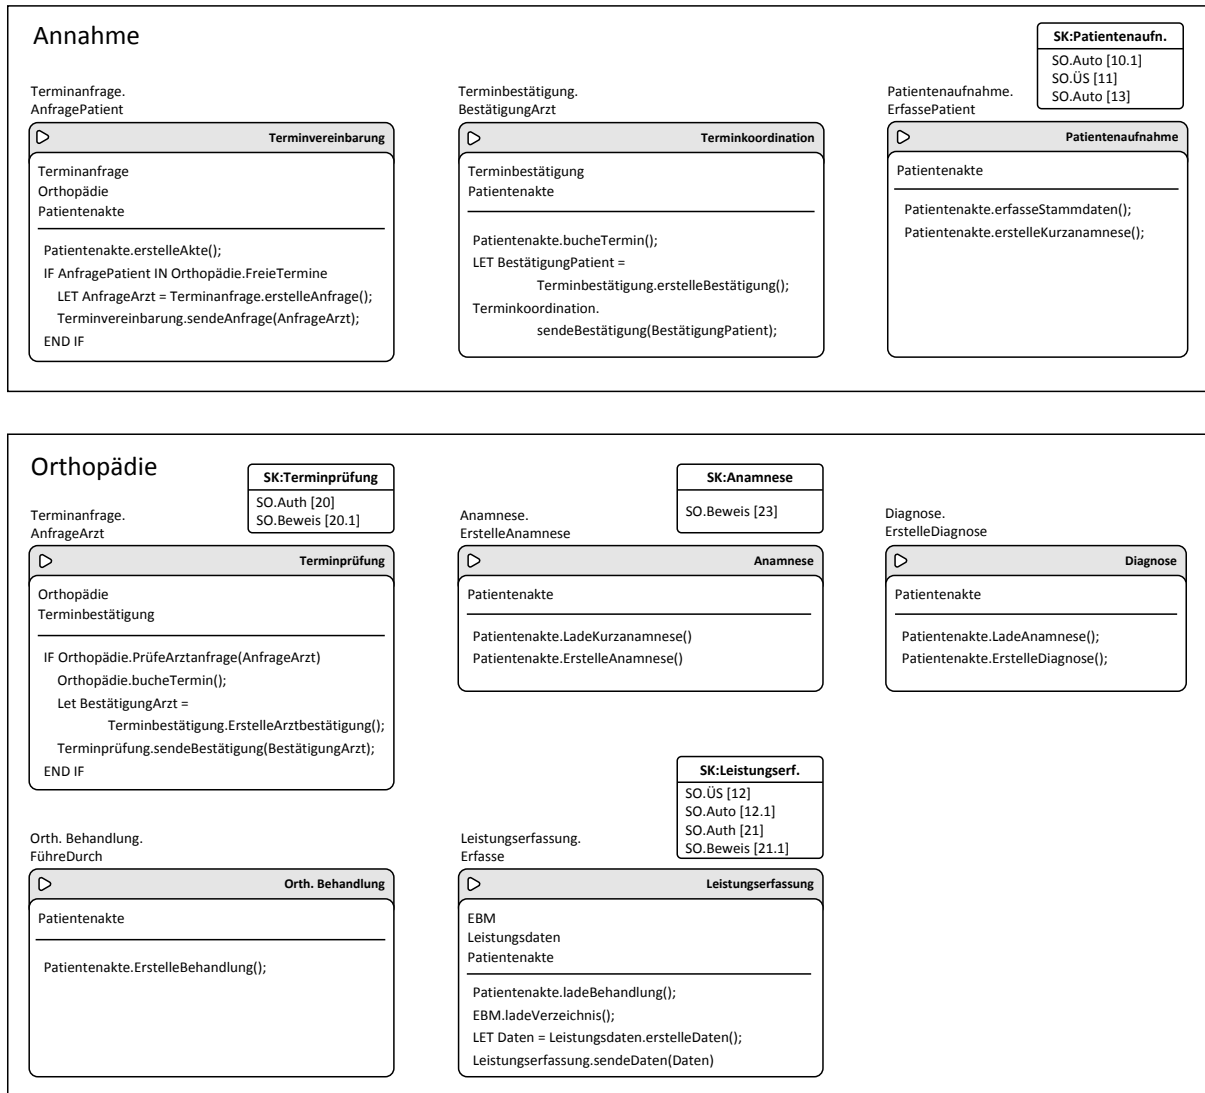 Annahme
SK:Patientenaufn.
SO.Auto [10.1]
SO.ÜS [11]
SO.Auto [13]
Terminanfrage.
AnfragePatient
Terminvereinbarung
Terminanfrage
Orthopädie
Patientenakte
Patientenakte.erstelleAkte();
IF AnfragePatient IN Orthopädie.FreieTermine
LET AnfrageArzt = Terminanfrage.erstelleAnfrage();
Terminvereinbarung.sendeAnfrage(AnfrageArzt);
END IF
Terminbestätigung.
BestätigungArzt
Terminkoordination
Terminbestätigung
Patientenakte
Patientenakte.bucheTermin();
LET BestätigungPatient =
Terminbestätigung.erstelleBestätigung();
Terminkoordination.
sendeBestätigung(BestätigungPatient);
Patientenaufnahme.
ErfassePatient
Patientenaufnahme
Patientenakte
Patientenakte.erfasseStammdaten();
Patientenakte.erstelleKurzanamnese();
Orthopädie
SK:Terminprüfung
SO.Auth [20]
SO.Beweis [20.1]
Terminanfrage.
AnfrageArzt
Terminprüfung
Orthopädie
Terminbestätigung
IF Orthopädie.PrüfeArztanfrage(AnfrageArzt)
Orthopädie.bucheTermin();
Let BestätigungArzt =
Terminbestätigung.ErstelleArztbestätigung();
Terminprüfung.sendeBestätigung(BestätigungArzt);
END IF
SK:Anamnese
SO.Beweis [23]
Anamnese.
ErstelleAnamnese
Anamnese
Patientenakte
Patientenakte.LadeKurzanamnese()
Patientenakte.ErstelleAnamnese()
Diagnose.
ErstelleDiagnose
Diagnose
Patientenakte
Patientenakte.LadeAnamnese();
Patientenakte.ErstelleDiagnose();
Orth. Behandlung.
FühreDurch
Orth. Behandlung
Patientenakte
Patientenakte.ErstelleBehandlung();
SK:Leistungserf.
SO.ÜS [12]
SO.Auto [12.1]
SO.Auth [21]
SO.Beweis [21.1]
Leistungserfassung.
Erfasse
Leistungserfassung
EBM
Leistungsdaten
Patientenakte
Patientenakte.ladeBehandlung();
EBM.ladeVerzeichnis();
LET Daten = Leistungsdaten.erstelleDaten();
Leistungserfassung.sendeDaten(Daten)